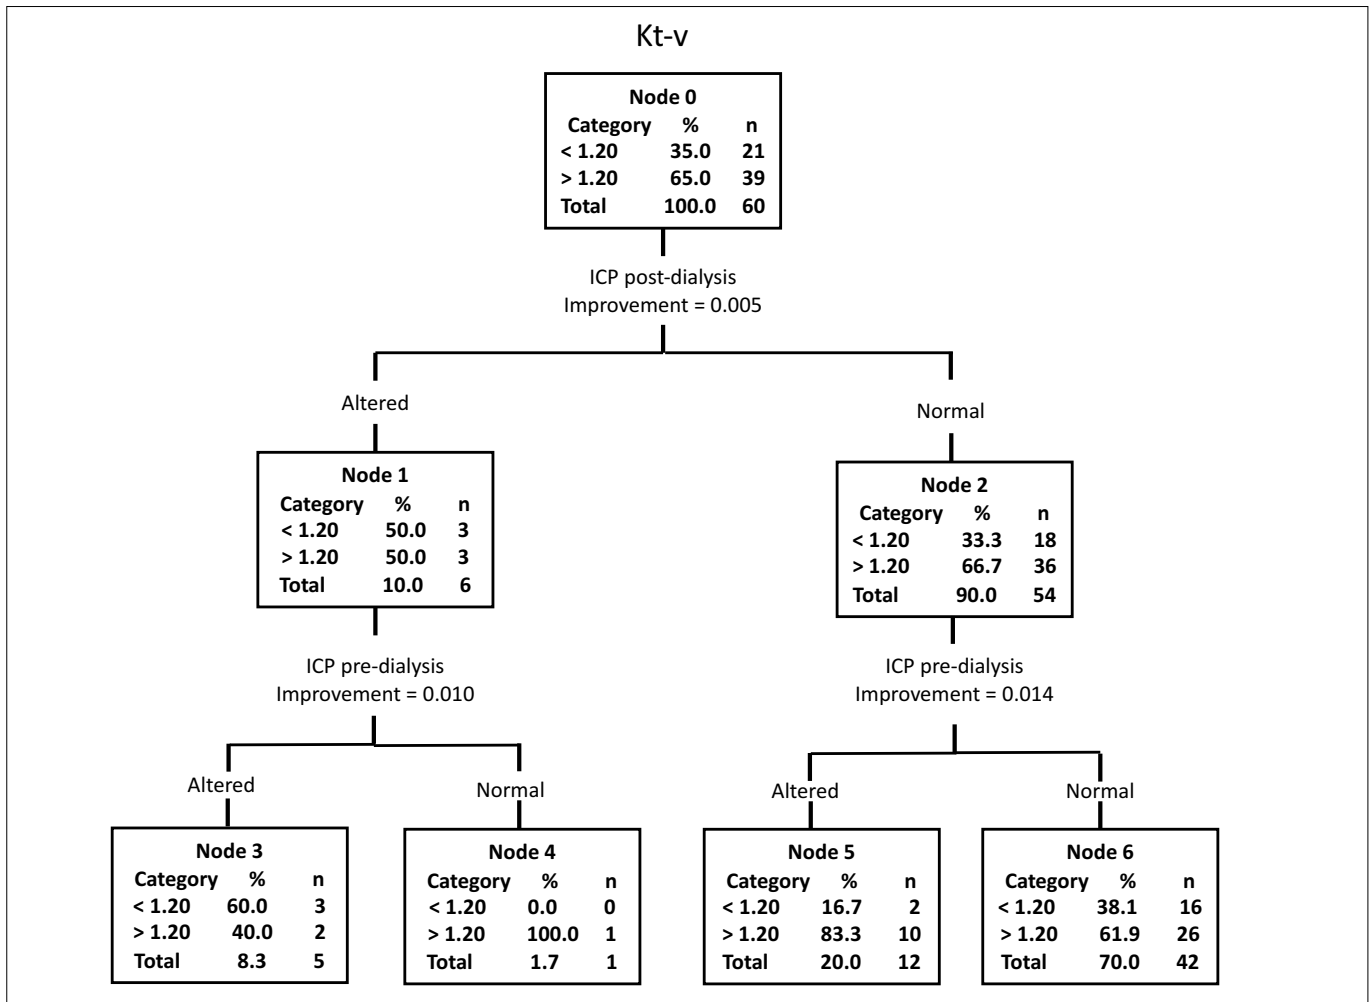 Kt-v
Node 0
Category % n
< 1.20 35.0 21
> 1.20 65.0 39
Total 100.0 60
ICP post-dialysis
Improvement = 0.005
Altered
Normal
Node 1
Category % n
< 1.20 50.0 3
> 1.20 50.0 3
Total 10.0 6
Node 2
Category % n
< 1.20 33.3 18
> 1.20 66.7 36
Total 90.0 54
ICP pre-dialysis
Improvement = 0.010
ICP pre-dialysis
Improvement = 0.014
Altered
Normal
Altered
Normal
Node 3
Category % n
< 1.20 60.0 3
> 1.20 40.0 2
Total 8.3 5
Node 4
Category % n
< 1.20 0.0 0
> 1.20 100.0 1
Total 1.7 1
Node 5
Category % n
< 1.20 16.7 2
> 1.20 83.3 10
Total 20.0 12
Node 6
Category % n
< 1.20 38.1 16
> 1.20 61.9 26
Total 70.0 42